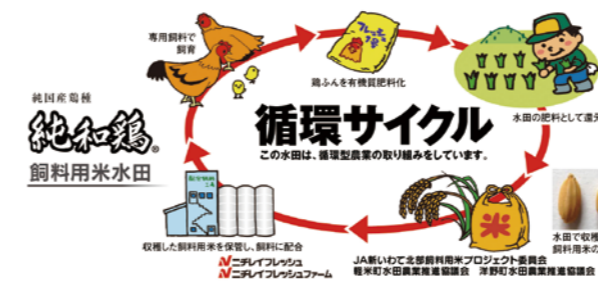 専用飼料で
飼育
フレッシュ
鶏ふんを有機質肥料化
水田の肥料として還元
純国産鶏種
純和鶏®
飼料用米水田
循環サイクル
この水田は、循環型農業の取り組みをしています。
米
水田で収穫
飼料用米の
収穫した飼料用米を保管し、飼料に配合
ニチレイフレッシュ
ニチレイフレッシュファーム
JA新いわて北部飼料用米プロジェクト委員会
軽米町水田農業推進協議会 洋野町水田農業推進協議会